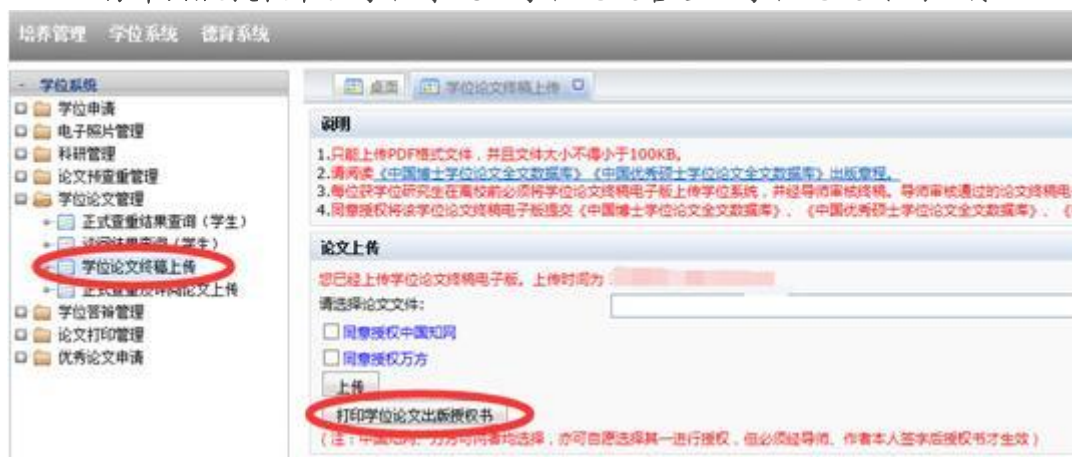 培养管理 学位系统 德育系统
- 学位系统
学位申请
电子照片管理
科研管理
论文预查重管理
学位论文管理
正式查重结果查询（学生）
（学生）
学位论文终稿上传
正式查重及评阅论文上传
学位答辩管理
论文打印管理
优秀论文申请
桌面 学位论文终稿上传
说明
1.只能上传PDF格式文件，并且文件大小不得小于100KB。
2.请阅读《中国博士学位论文全文数据库》《中国优秀硕士学位论文全文数据库》出版章程。
3.每位获学位研究生在离校前必须将学位论文终稿电子版上传学位系统，并经导师审核终稿。导师审核通过的论文终稿电
4.同意授权将该学位论文终稿电子版提交《中国博士学位论文全文数据库》、《中国优秀硕士学位论文全文数据库》、《
论文上传
您已经上传学位论文终稿电子版。上传时间为：
请选择论文文件：
同意授权中国知网
同意授权万方
上传
打印学位论文出版授权书
（注：中国知网、万方可两者均选择，亦可自愿选择其一进行授权，但必须经导师、作者本人签字后授权书才生效）